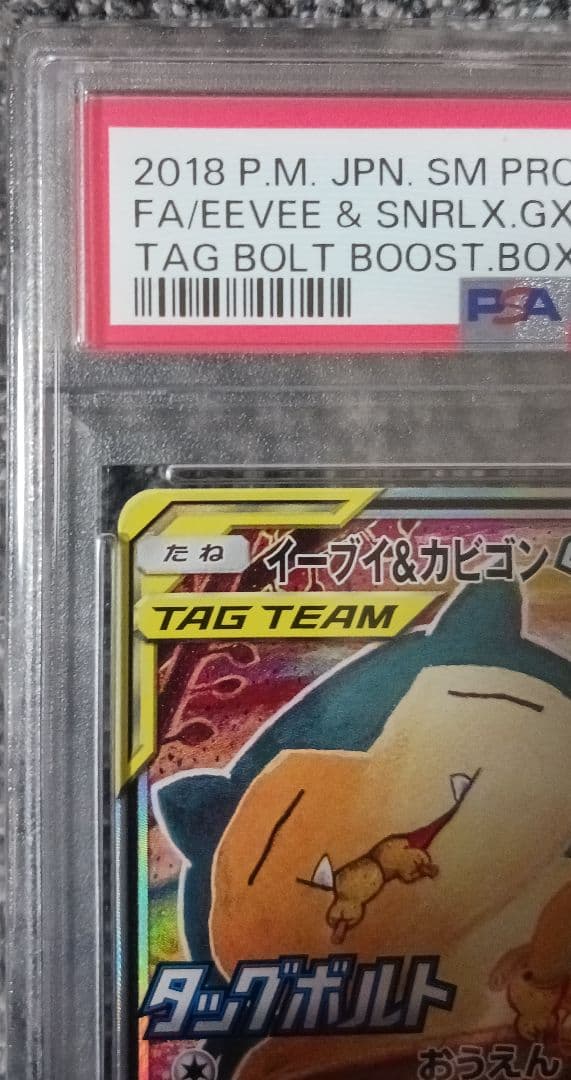 2018 P.M. JPN. SM PRO
FA/EEVEE & SNRLX.GX
TAG BOLT BOOST.BOX
PSA
たね イーブイ&カビゴン
TAG TEAM
タッグボルト
おうえん